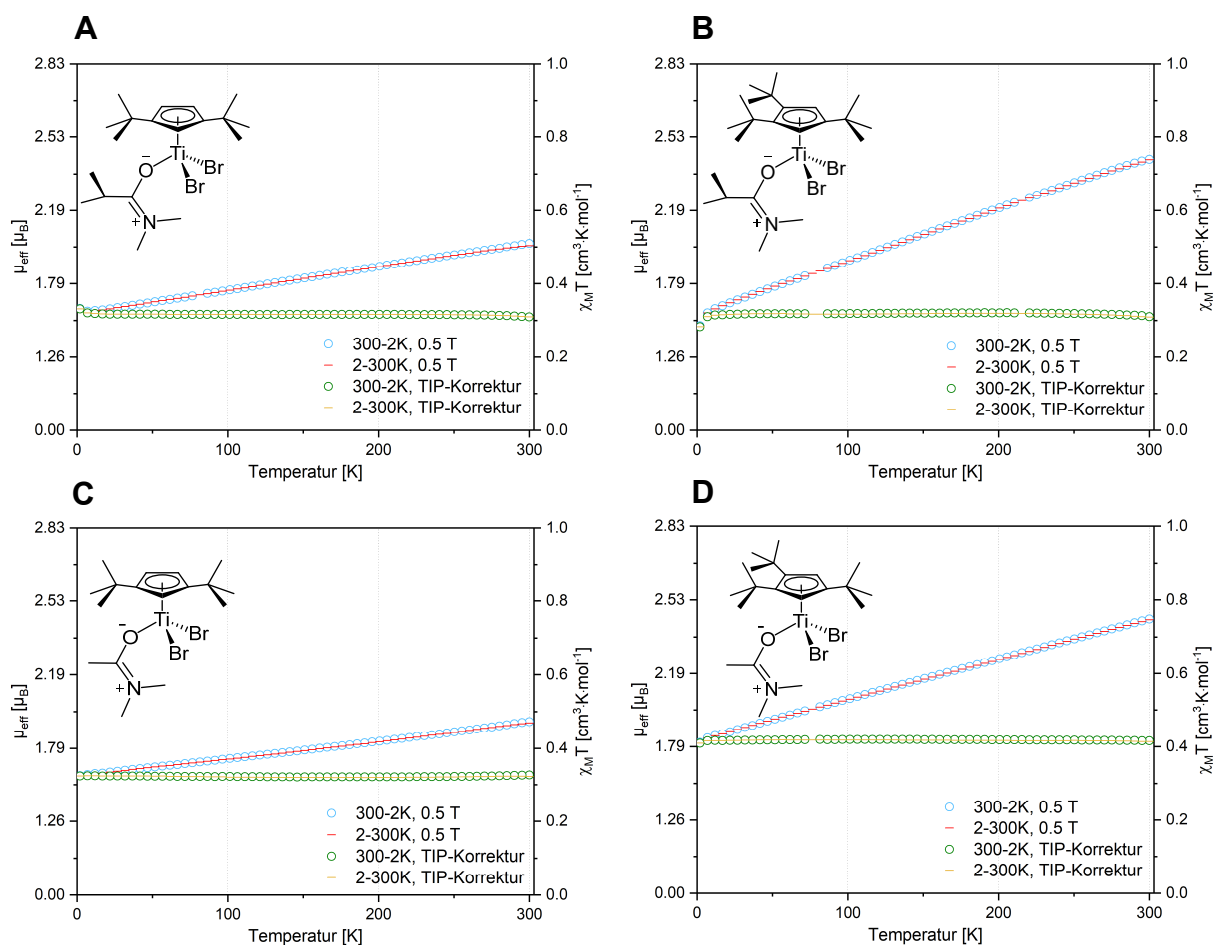 A
2.83
2.53
2.19
1.79
1.26
0.00
μeff [μB]
1.0
0.8
0.6
0.4
0.2
0.0
χMT [cm3·K·mol-1]
Ti
Br
Br
O
−
N
+
300-2K, 0.5 T
2-300K, 0.5 T
300-2K, TIP-Korrektur
2-300K, TIP-Korrektur
0 100 200 300
Temperatur [K]
B
2.83
2.53
2.19
1.79
1.26
0.00
μeff [μB]
1.0
0.8
0.6
0.4
0.2
0.0
χMT [cm3·K·mol-1]
Ti
Br
Br
O
−
N
+
300-2K, 0.5 T
2-300K, 0.5 T
300-2K, TIP-Korrektur
2-300K, TIP-Korrektur
0 100 200 300
Temperatur [K]
C
2.83
2.53
2.19
1.79
1.26
0.00
μeff [μB]
1.0
0.8
0.6
0.4
0.2
0.0
χMT [cm3·K·mol-1]
Ti
Br
Br
O
−
N
+
300-2K, 0.5 T
2-300K, 0.5 T
300-2K, TIP-Korrektur
2-300K, TIP-Korrektur
0 100 200 300
Temperatur [K]
D
2.83
2.53
2.19
1.79
1.26
0.00
μeff [μB]
1.0
0.8
0.6
0.4
0.2
0.0
χMT [cm3·K·mol-1]
Ti
Br
Br
O
−
N
+
300-2K, 0.5 T
2-300K, 0.5 T
300-2K, TIP-Korrektur
2-300K, TIP-Korrektur
0 100 200 300
Temperatur [K]